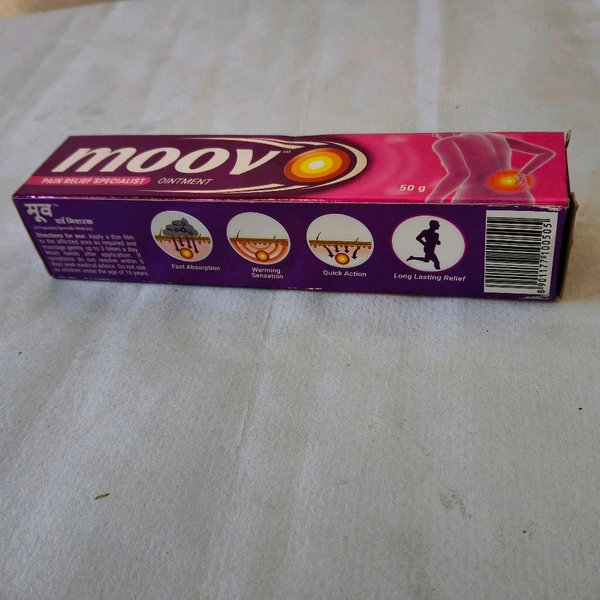 moov™
PAIN RELIEF SPECIALIST OINTMENT
50 g
मूव
दर्द निवारक
Directions for use: Apply a thin film
to the affected area as required and
massage gently, up to 3 times a day.
Wash hands after application. If
symptoms do not resolve within
days seek medical advice. Do not use
on children under the age of years.
Fast Absorption
Warming
Sensation
Quick Action
Long Lasting Relief